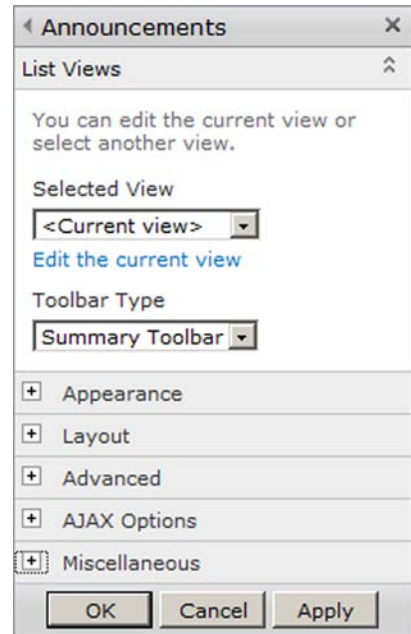 Announcements
List Views
You can edit the current view or
select another view.
Selected View
<Current view>
Edit the current view
Toolbar Type
Summary Toolbar
Appearance
Layout
Advanced
AJAX Options
Miscellaneous
OK Cancel Apply